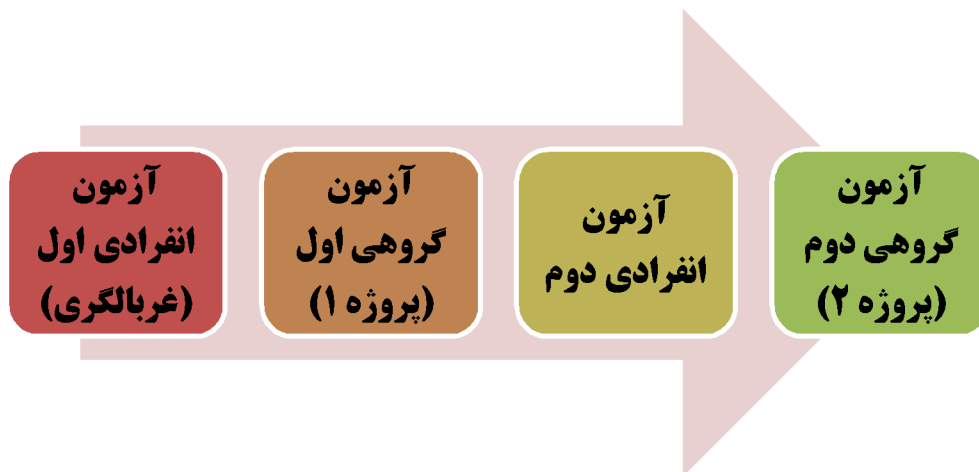 آزمون
انفرادی اول
(غربالگری)
آزمون
گروهی اول
(پروژه ۱)
آزمون
انفرادی دوم
آزمون
گروهی دوم
(پروژه ۲)